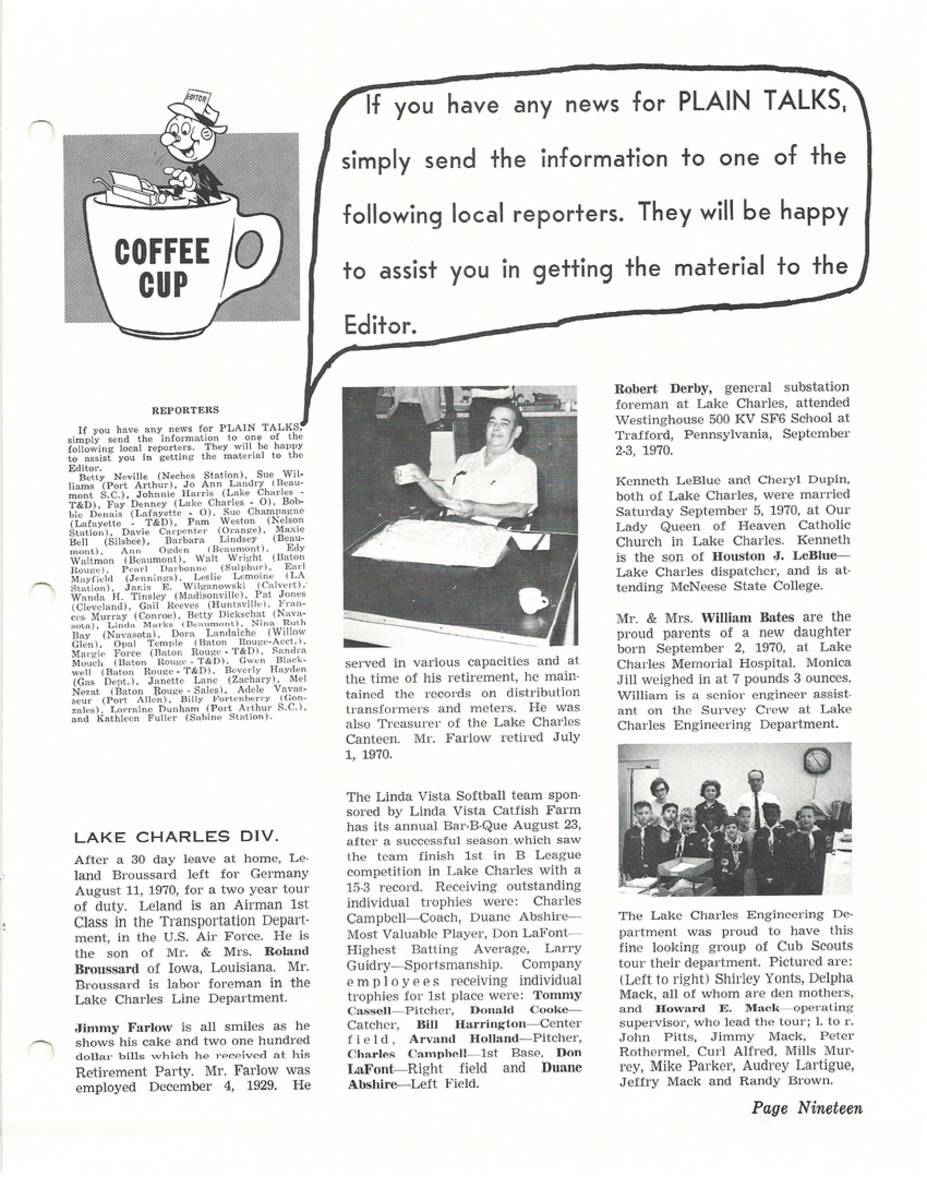 EDITOR
COFFEE
CUP
If you have any news for PLAIN TALKS,
simply send the information to one of the
following local reporters. They will be happy
to assist you in getting the material to the
Editor.
REPORTERS
If you have any news for PLAIN TALKS,
simply send the information to one of the
following local reporters. They will be happy
to assist you in getting the material to the
Editor.
Betty Neville (Neches Station), Sue Wil-
liams (Port Arthur), Jo Ann Landry (Beau-
mont S.C.), Johnnie Harris (Lake Charles -
T&D), Fay Denney (Lake Charles - O), Bob-
bie Denais (Lafayette - O), Sue Champagne
(Lafayette - T&D), Pam Weston (Nelson
Station), Davie Carpenter (Orange), Maxie
Bell (Silsbee), Barbara Lindsey (Beau-
mont), Ann Ogden (Beaumont), Edy
Waitmon (Beaumont), Walt Wright (Baton
Rouge), Pearl Darbonne (Sulphur), Earl
Mayfield (Jennings), Leslie Lemoine (LA
Station), Janis E. Wilganowski (Calvert),
Wanda H. Tinsley (Madisonville), Pat Jones
(Cleveland), Gail Reeves (Huntsville), Fran-
ces Murray (Conroe), Betty Dickschat (Nava-
sota), Linda Marks (Beaumont), Nina Ruth
Bay (Navasota), Dora Landaiche (Willow
Glen), Opal Temple (Baton Rouge-Acct.),
Margie Force (Baton Rouge - T&D), Sandra
Mouch (Baton Rouge - T&D), Gwen Black-
well (Baton Rouge - T&D), Beverly Hayden
(Gas Dept.), Janette Lane (Zachary), Mel
Nezat (Baton Rouge - Sales), Adele Vavas-
seur (Port Allen), Billy Fortenberry (Gon-
zales), Lorraine Dunham (Port Arthur S.C.),
and Kathleen Fuller (Sabine Station).
LAKE CHARLES DIV.
After a 30 day leave at home, Le-
land Broussard left for Germany
August 11, 1970, for a two year tour
of duty. Leland is an Airman 1st
Class in the Transportation Depart-
ment, in the U.S. Air Force. He is
the son of Mr. & Mrs. Roland
Broussard of Iowa, Louisiana. Mr.
Broussard is labor foreman in the
Lake Charles Line Department.
Jimmy Farlow is all smiles as he
shows his cake and two one hundred
dollar bills which he received at his
Retirement Party. Mr. Farlow was
employed December 4, 1929. He
served in various capacities and at
the time of his retirement, he main-
tained the records on distribution
transformers and meters. He was
also Treasurer of the Lake Charles
Canteen. Mr. Farlow retired July
1, 1970.
The Linda Vista Softball team spon-
sored by Linda Vista Catfish Farm
has its annual Bar-B-Que August 23,
after a successful season which saw
the team finish 1st in B League
competition in Lake Charles with a
15-3 record. Receiving outstanding
individual trophies were: Charles
Campbell—Coach, Duane Abshire—
Most Valuable Player, Don LaFont—
Highest Batting Average, Larry
Guidry—Sportsmanship. Company
employees receiving individual
trophies for 1st place were: Tommy
Cassell—Pitcher, Donald Cooke—
Catcher, Bill Harrington—Center
field, Arvand Holland—Pitcher,
Charles Campbell—1st Base, Don
LaFont—Right field and Duane
Abshire—Left Field.
Robert Derby, general substation
foreman at Lake Charles, attended
Westinghouse 500 KV SF6 School at
Trafford, Pennsylvania, September
2-3, 1970.
Kenneth LeBlue and Cheryl Dupin,
both of Lake Charles, were married
Saturday September 5, 1970, at Our
Lady Queen of Heaven Catholic
Church in Lake Charles. Kenneth
is the son of Houston J. LeBlue—
Lake Charles dispatcher, and is at-
tending McNeese State College.
Mr. & Mrs. William Bates are the
proud parents of a new daughter
born September 2, 1970, at Lake
Charles Memorial Hospital. Monica
Jill weighed in at 7 pounds 3 ounces.
William is a senior engineer assist-
ant on the Survey Crew at Lake
Charles Engineering Department.
The Lake Charles Engineering De-
partment was proud to have this
fine looking group of Cub Scouts
tour their department. Pictured are:
(Left to right) Shirley Yonts, Delpha
Mack, all of whom are den mothers,
and Howard E. Mack—operating
supervisor, who lead the tour; l. to r.
John Pitts, Jimmy Mack, Peter
Rothermel, Curl Alfred, Mills Mur-
rey, Mike Parker, Audrey Lartigue,
Jeffry Mack and Randy Brown.
Page Nineteen